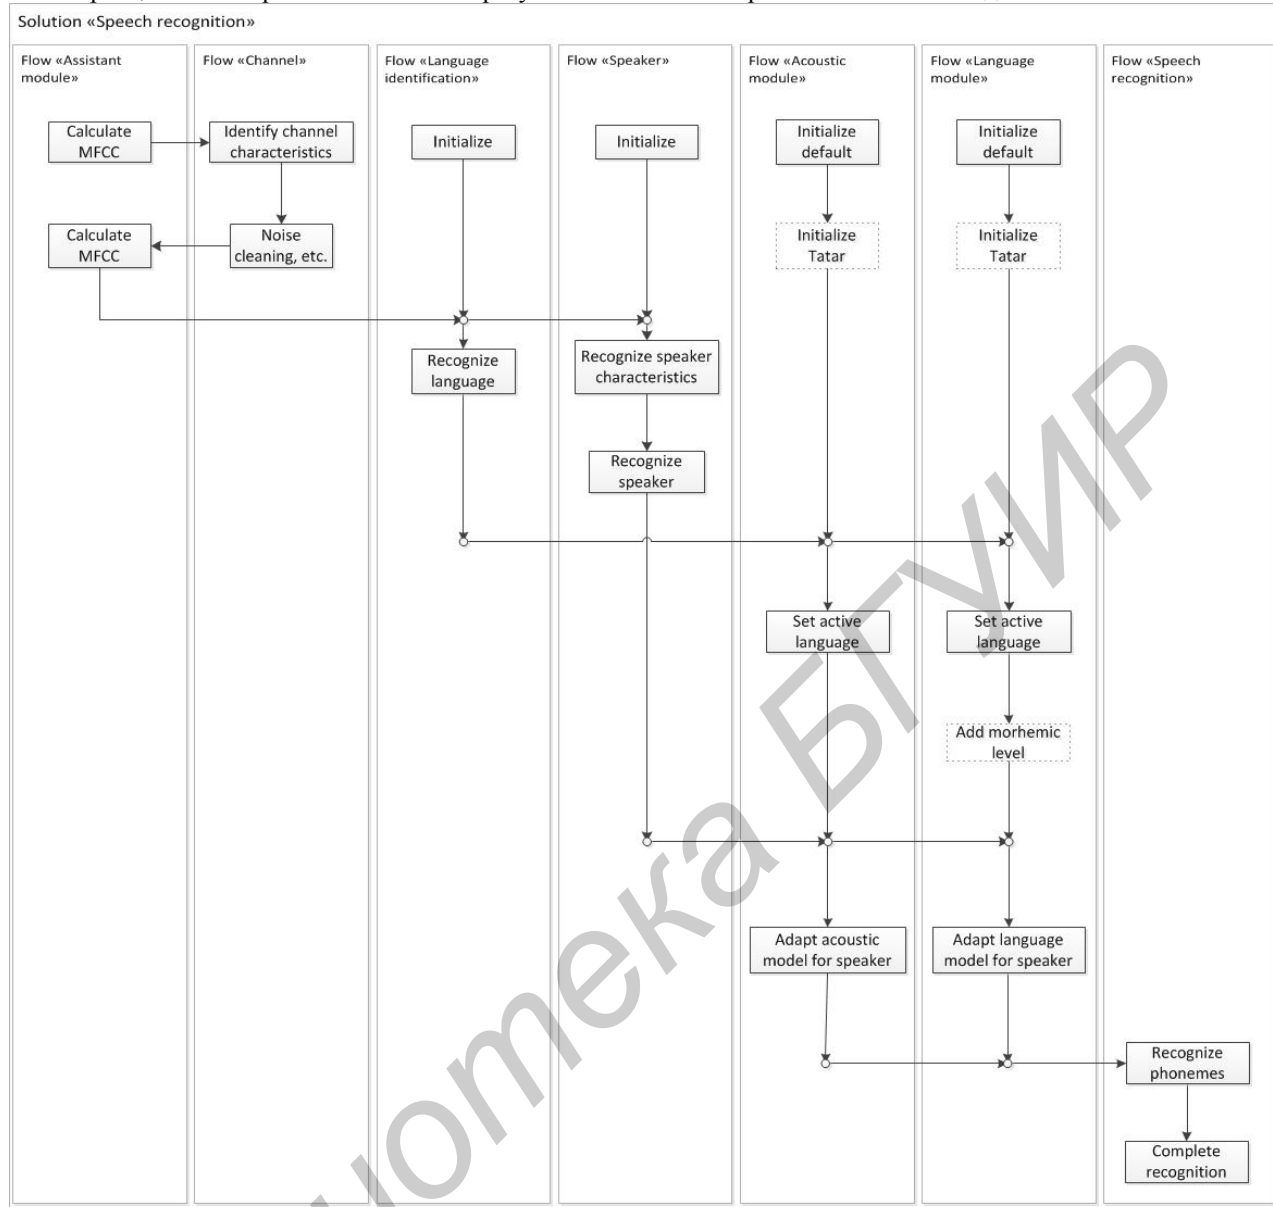 Solution «Speech recognition»
Flow «Assistant
module»
Flow «Channel»
Flow «Language
identification»
Flow «Speaker»
Flow «Acoustic
module»
Flow «Language
module»
Flow «Speech
recognition»
Calculate
MFCC
Identify channel
characteristics
Initialize
Initialize
Initialize
default
Initialize
default
Calculate
MFCC
Noise
cleaning, etc.
Initialize
Tatar
Initialize
Tatar
Recognize
language
Recognize speaker
characteristics
Recognize
speaker
Set active
language
Set active
language
Add morhemic
level
Adapt acoustic
model for speaker
Adapt language
model for speaker
Recognize
phonemes
Complete
recognition
БГУИР